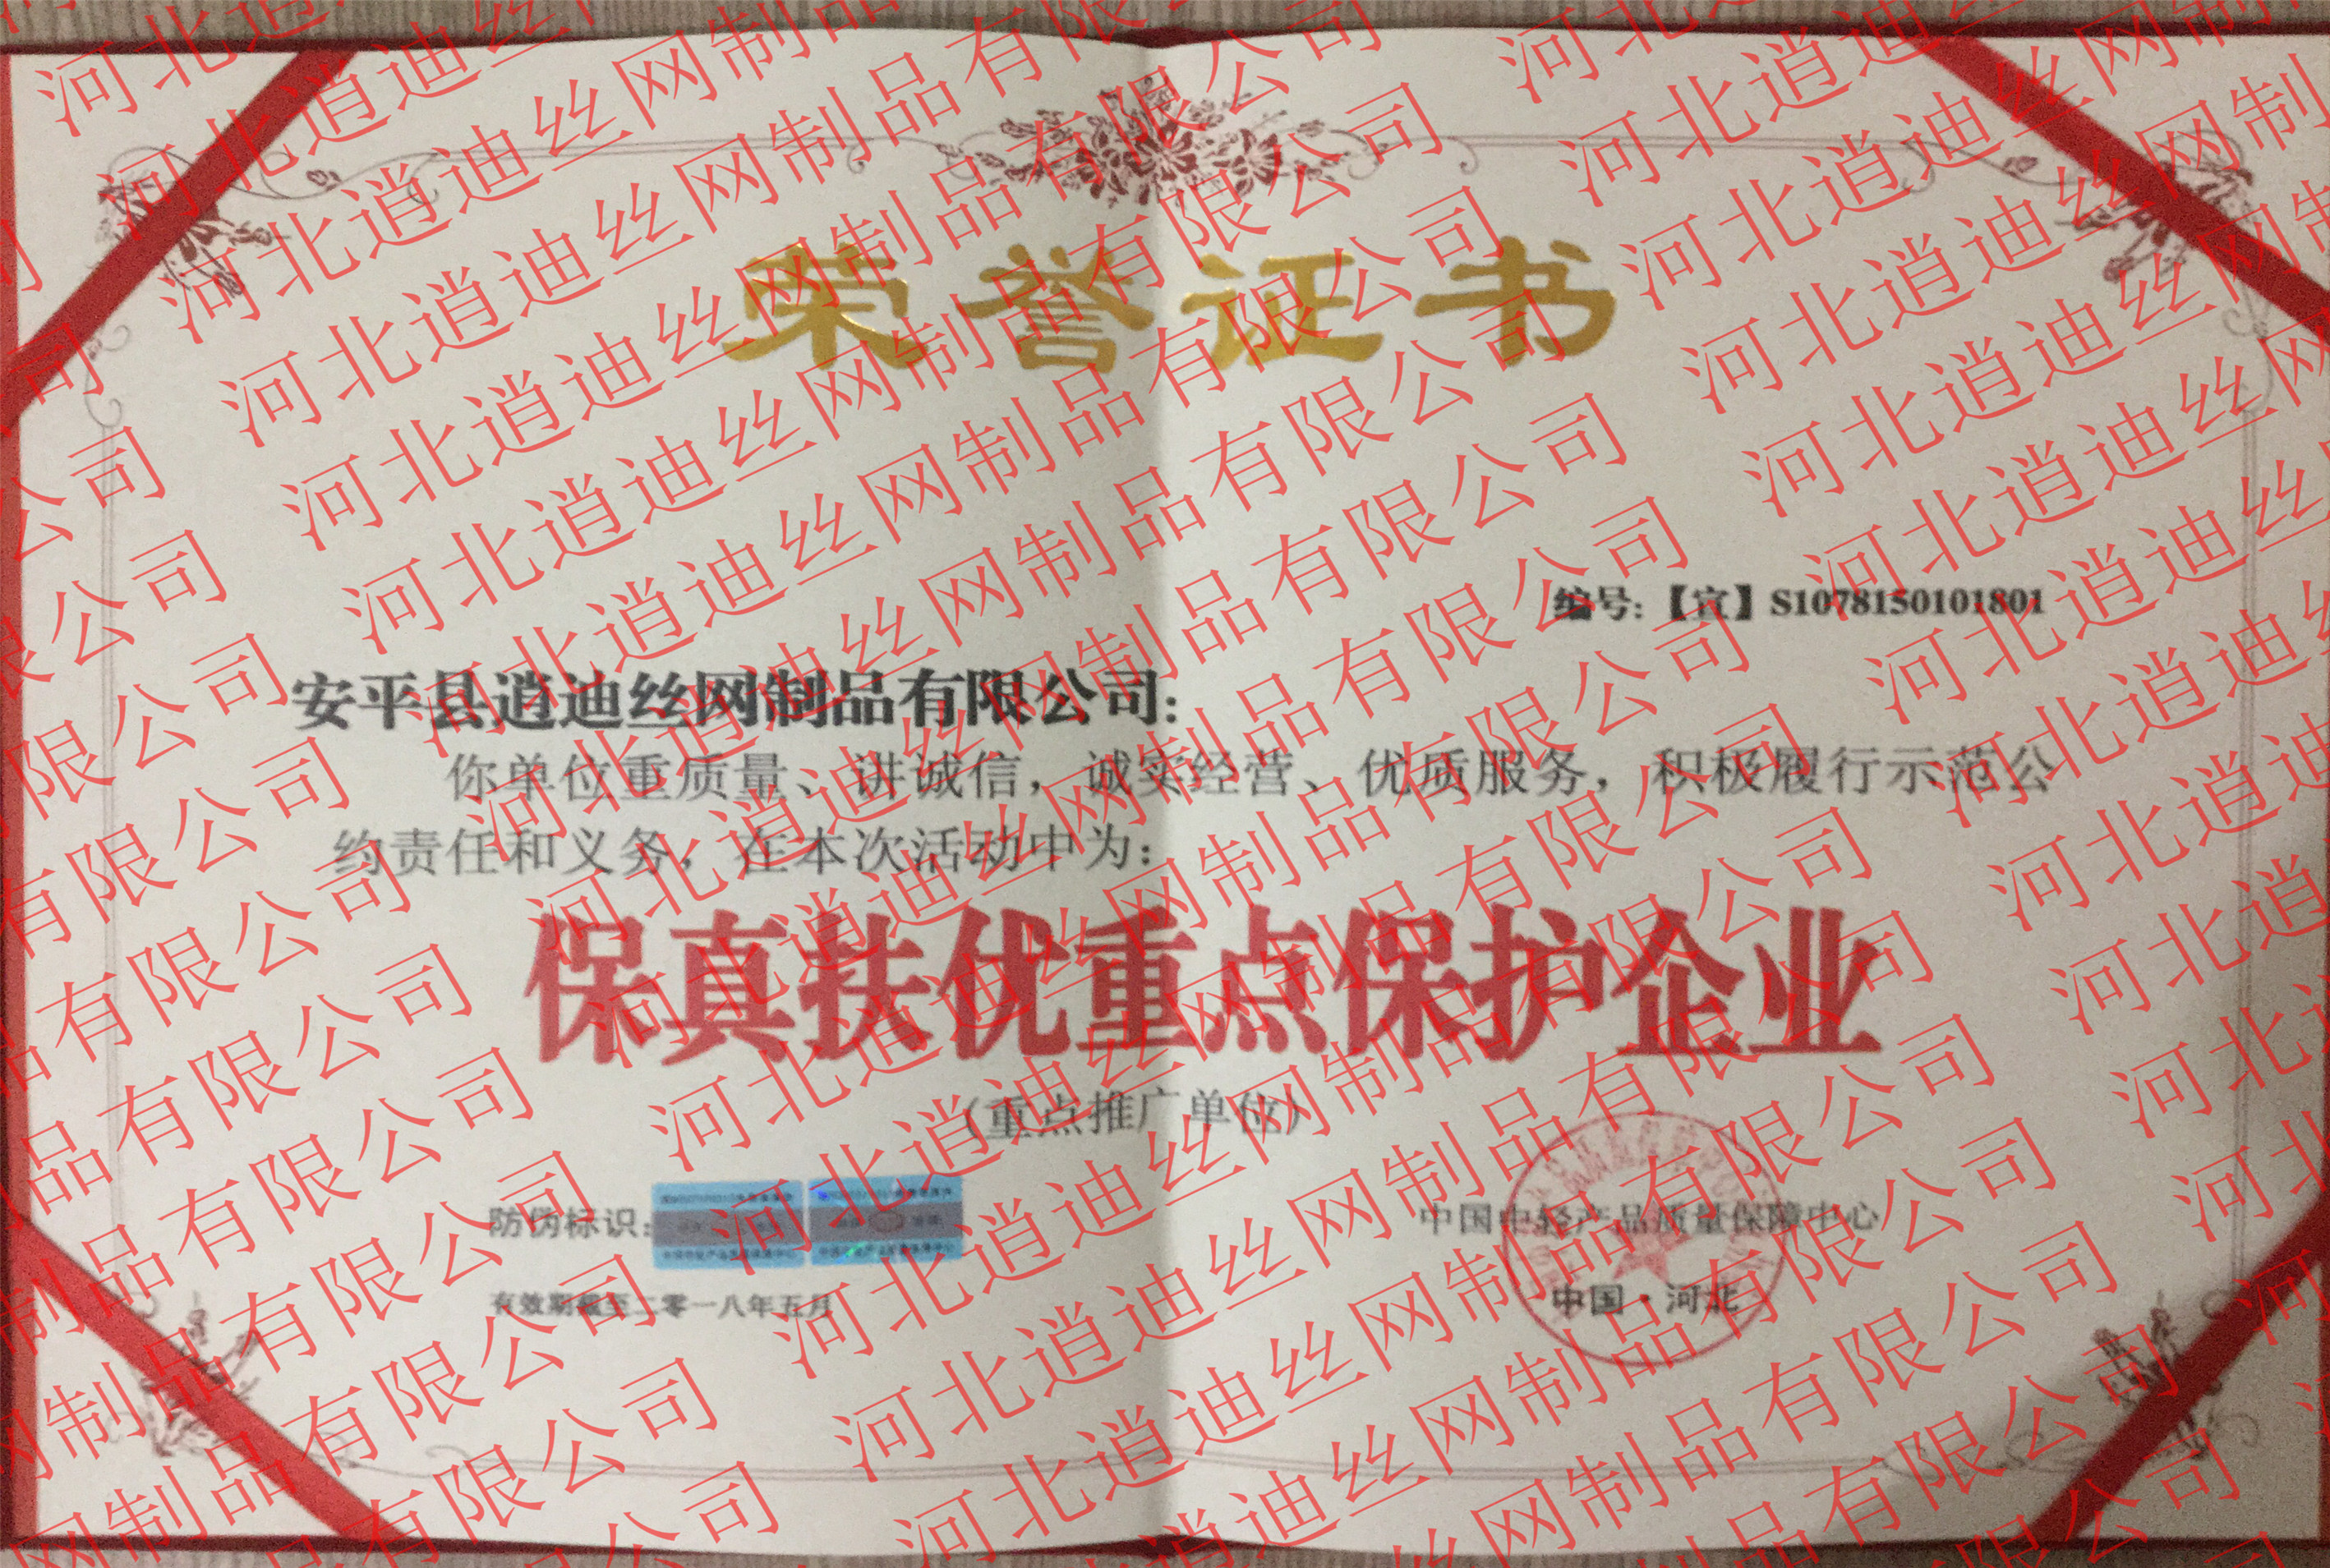 荣誉证书
编号:【宣】S1078150101801
安平县逍迪丝网制品有限公司:
你单位重质量、讲诚信，诚实经营、优质服务，积极履行示范公
约责任和义务，在本次活动中为:
保真扶优重点保护企业
(重点推广单位)
防伪标识:
中国中轻产品质量保障中心
有效期截至二零一八年五月
中国·河北
河北逍迪丝网制品有限公司